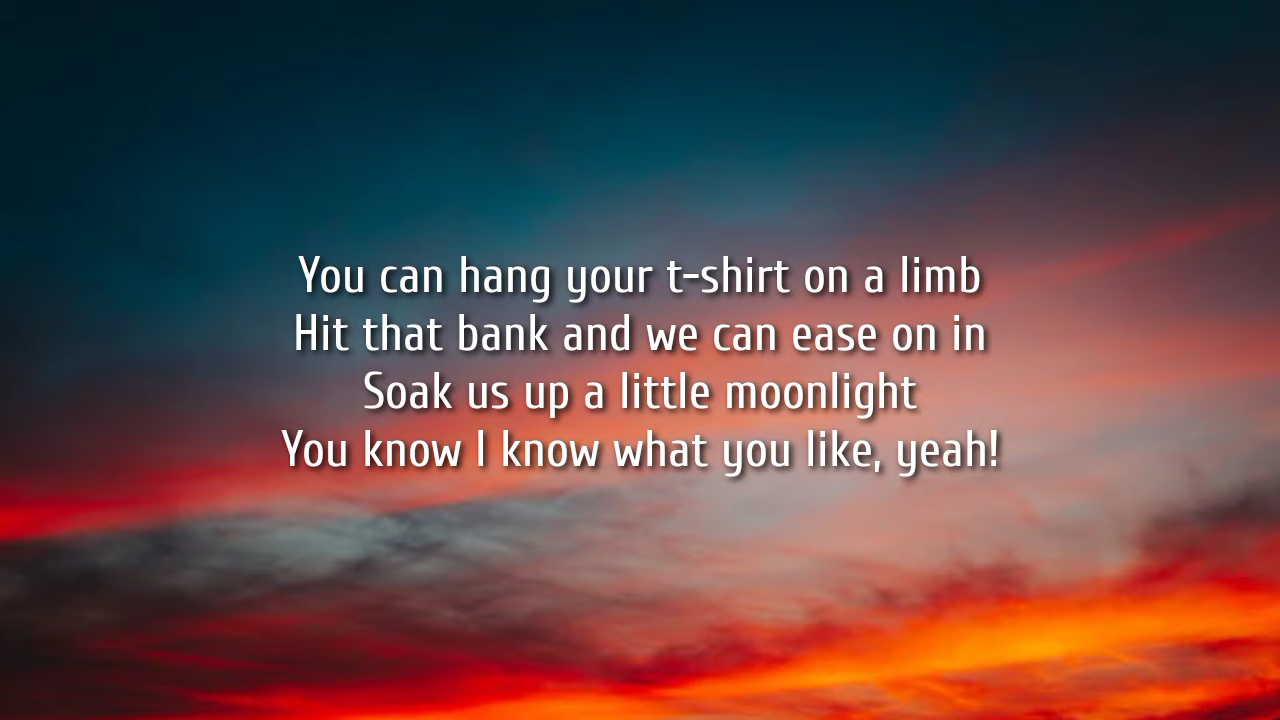 You can hang your t-shirt on a limb
Hit that bank and we can ease on in
Soak us up a little moonlight
You know I know what you like, yeah!